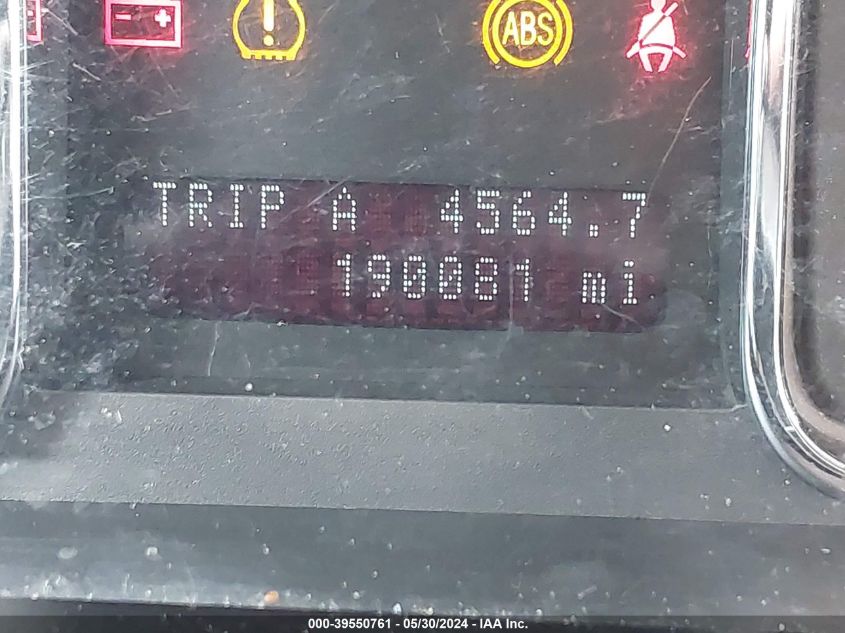 - +
!
ABS
TRIP A 4564.7
190081 mi
000-39550761 - 05/30/2024 - IAA Inc.